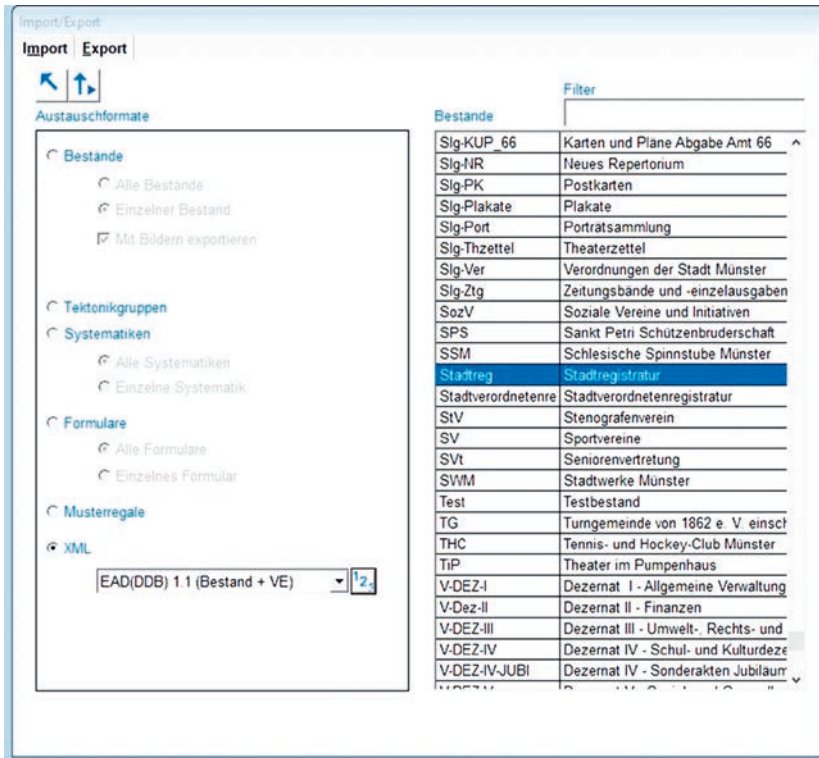 Import/Export
Import Export
Filter
Austauschformate
Bestände
Bestände
Alle Bestände
Einzelner Bestand
Mit Bildern exportieren
Tektonikgruppen
Systematiken
Alle Systematiken
Einzelne Systematik
Formulare
Alle Formulare
Einzelnes Formular
Musterregale
XML
EAD(DDB) 1.1 (Bestand + VE)
Slg-KUP_66 Karten und Pläne Abgabe Amt 66
Slg-NR Neues Repertorium
Slg-PK Postkarten
Slg-Plakate Plakate
Slg-Port Porträtsammlung
Slg-Thzettel Theaterzettel
Slg-Ver Verordnungen der Stadt Münster
Slg-Ztg Zeitungsbände und -einzelausgaben
SozV Soziale Vereine und Initiativen
SPS Sankt Petri Schützenbruderschaft
SSM Schlesische Spinnstube Münster
Stadtreg Stadtregistratur
Stadtverordnetenre Stadtverordnetenregistratur
StV Stenografenverein
SV Sportvereine
SVt Seniorenvertretung
SWM Stadtwerke Münster
Test Testbestand
TG Turngemeinde von 1862 e. V. einsch
THC Tennis- und Hockey-Club Münster
TiP Theater im Pumpenhaus
V-DEZ-I Dezernat I - Allgemeine Verwaltung
V-Dez-II Dezernat II - Finanzen
V-DEZ-III Dezernat III - Umwelt-, Rechts- und
V-DEZ-IV Dezernat IV - Schul- und Kulturdeze
V-DEZ-IV-JUBI Dezernat IV - Sonderakten Jubiläum